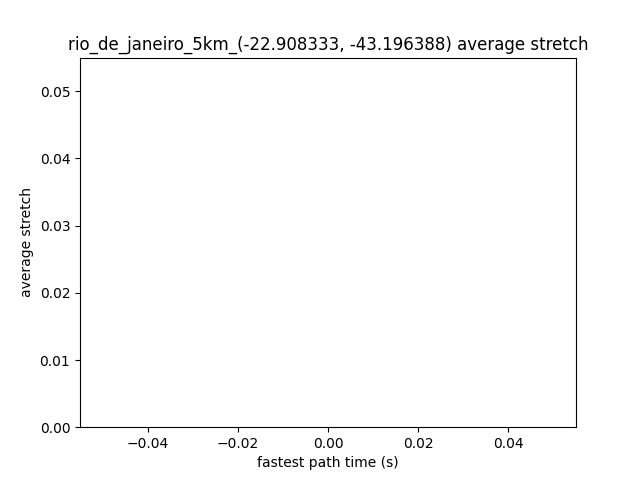 rio_de_janeiro_5km_(-22.908333, -43.196388) average stretch
0.05
0.04
0.03
0.02
0.01
0.00
average stretch
−0.04 −0.02 0.00 0.02 0.04
fastest path time (s)